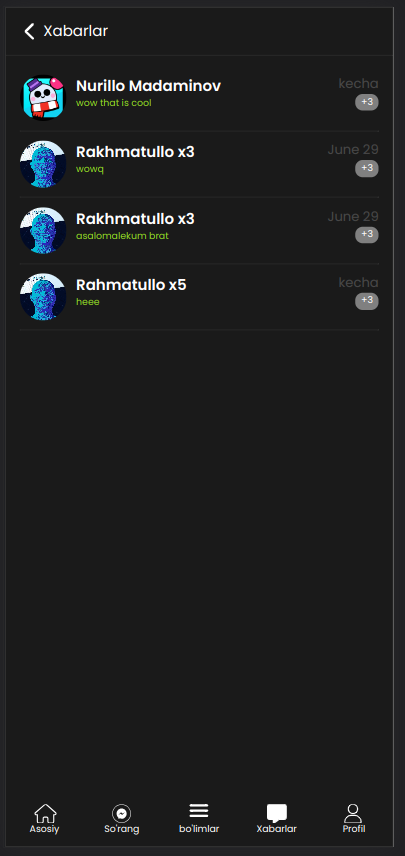 Xabarlar
Nurillo Madaminov
kecha
wow that is cool
+3
Rakhmatullo x3
June 29
wowq
+3
Rakhmatullo x3
June 29
asalomalekum brat
+3
Rahmatullo x5
kecha
heee
+3
Asosiy
So'rang
bo'limlar
Xabarlar
Profil